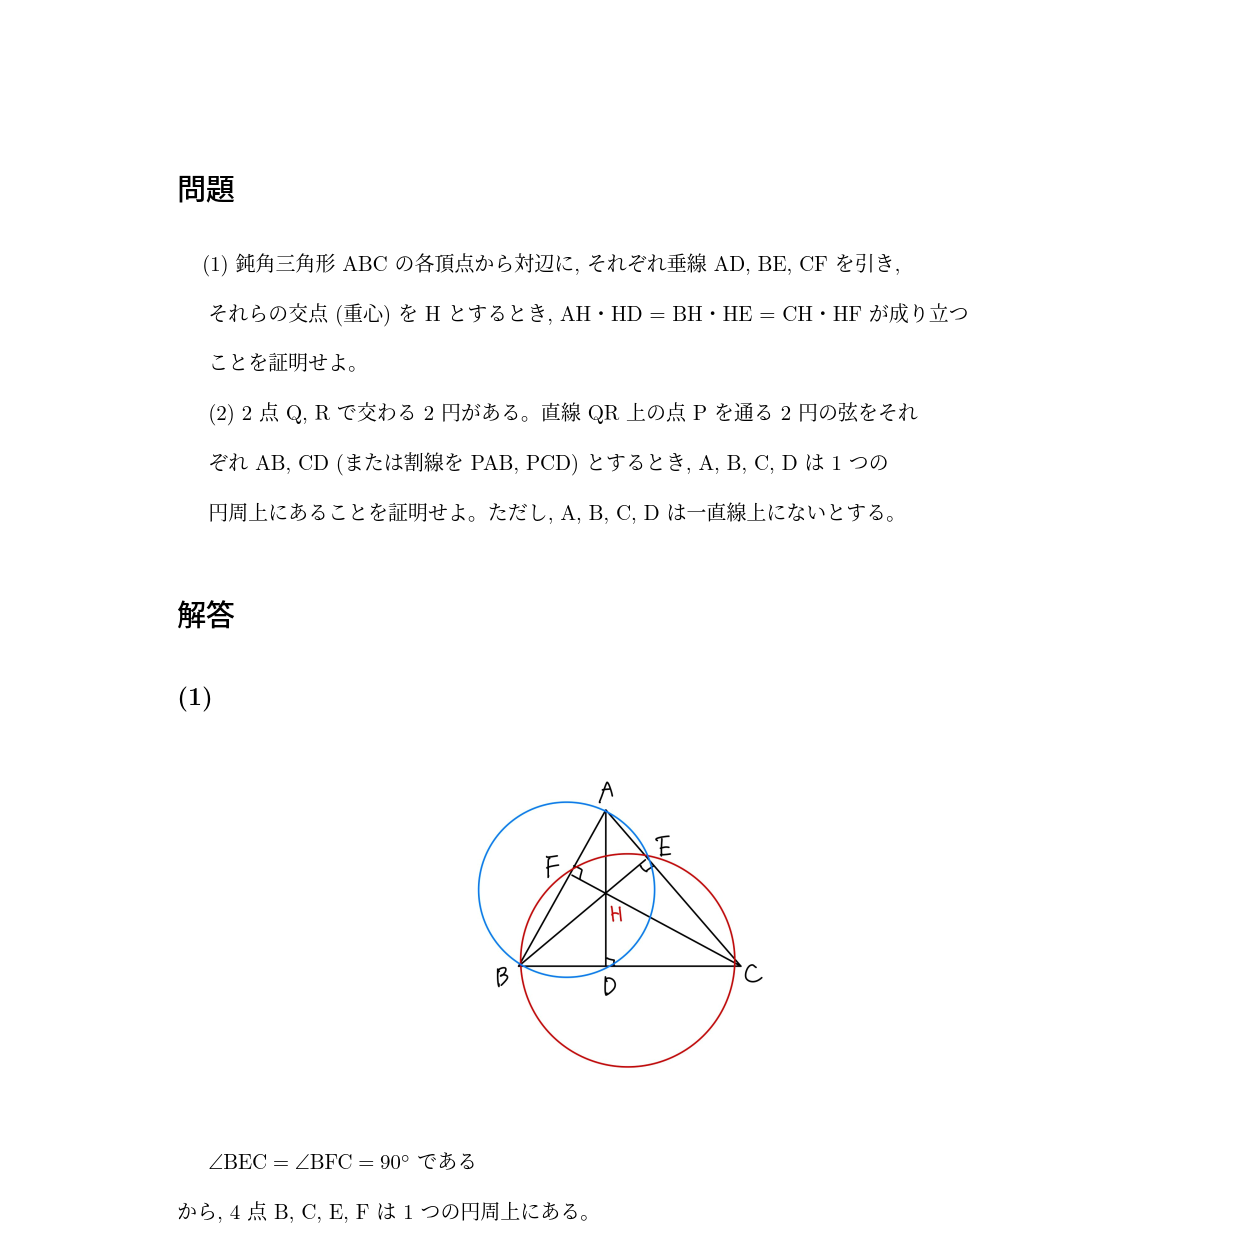 問題
(1) 鈍角三角形 ABC の各頂点から対辺に, それぞれ垂線 AD, BE, CF を引き,
それらの交点 (重心) を H とするとき, AH・HD = BH・HE = CH・HF が成り立つ
ことを証明せよ。
(2) 2 点 Q, R で交わる 2 円がある。直線 QR 上の点 P を通る 2 円の弦をそれ
ぞれ AB, CD (または割線を PAB, PCD) とするとき, A, B, C, D は 1 つの
円周上にあることを証明せよ。ただし, A, B, C, D は一直線上にないとする。
解答
(1)
A
E
F
H
B
D
C
∠BEC = ∠BFC = 90° である
から, 4 点 B, C, E, F は 1 つの円周上にある。